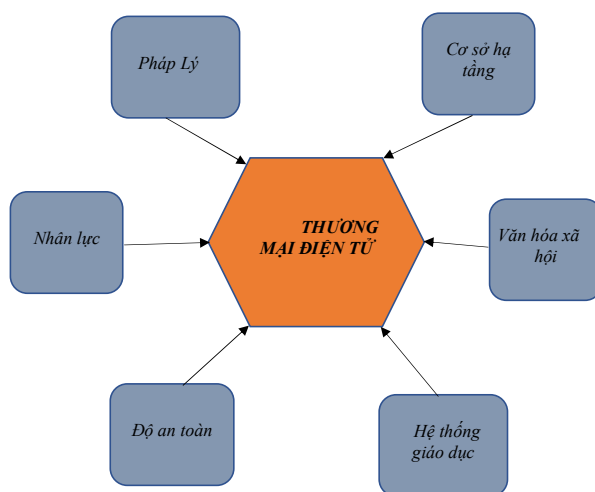 Pháp Lý
Cơ sở hạ
tầng
THƯƠNG
MẠI ĐIỆN TỬ
Nhân lực
Văn hóa xã
hội
Độ an toàn
Hệ thống
giáo dục